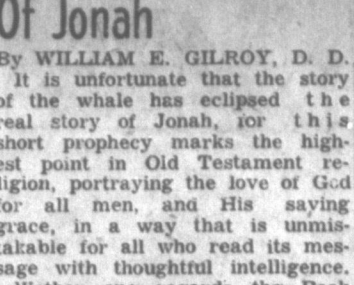 Of Jonah
By WILLIAM E. GILROY, D. D.
It is unfortunate that the story
of the whale has eclipsed the
real story of Jonah, for this
short prophecy marks the high-
est point in Old Testament re-
ligion, portraying the love of God
for all men, and His saying
grace, in a way that is unmis-
takable for all who read its mes-
sage with thoughtful intelligence.